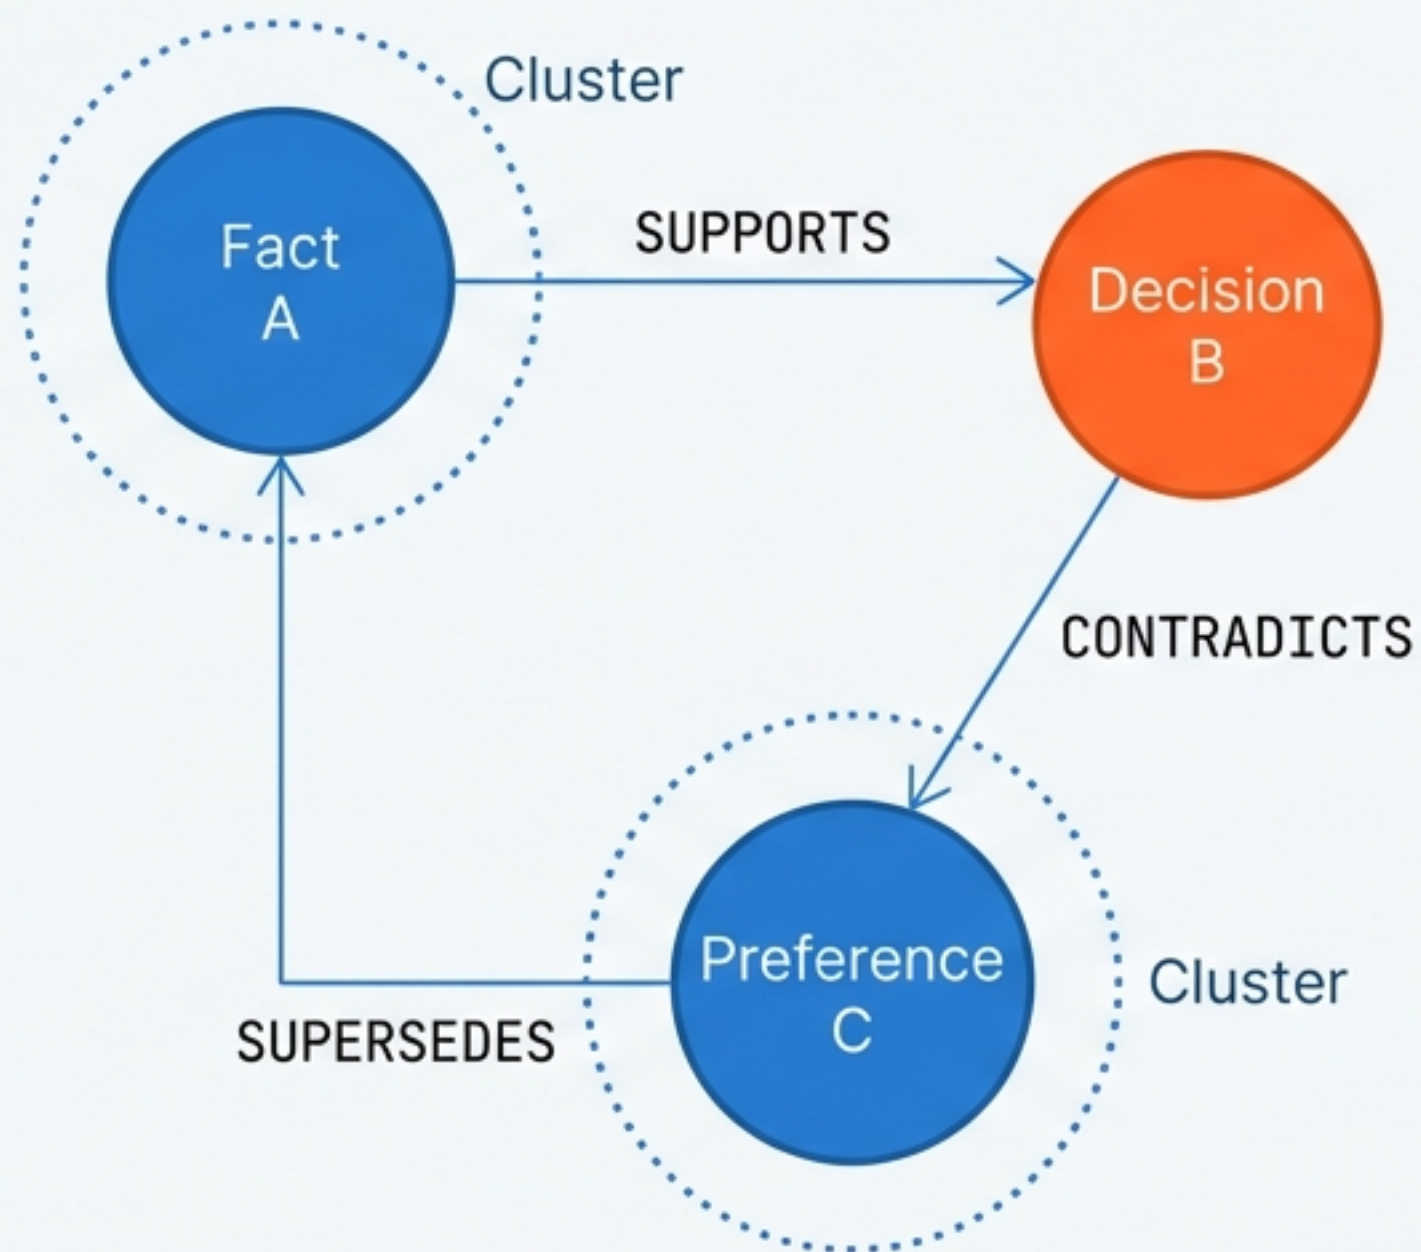 Cluster
Fact
A
SUPPORTS
Decision
B
CONTRADICTS
Preference
C
Cluster
SUPERSEDES